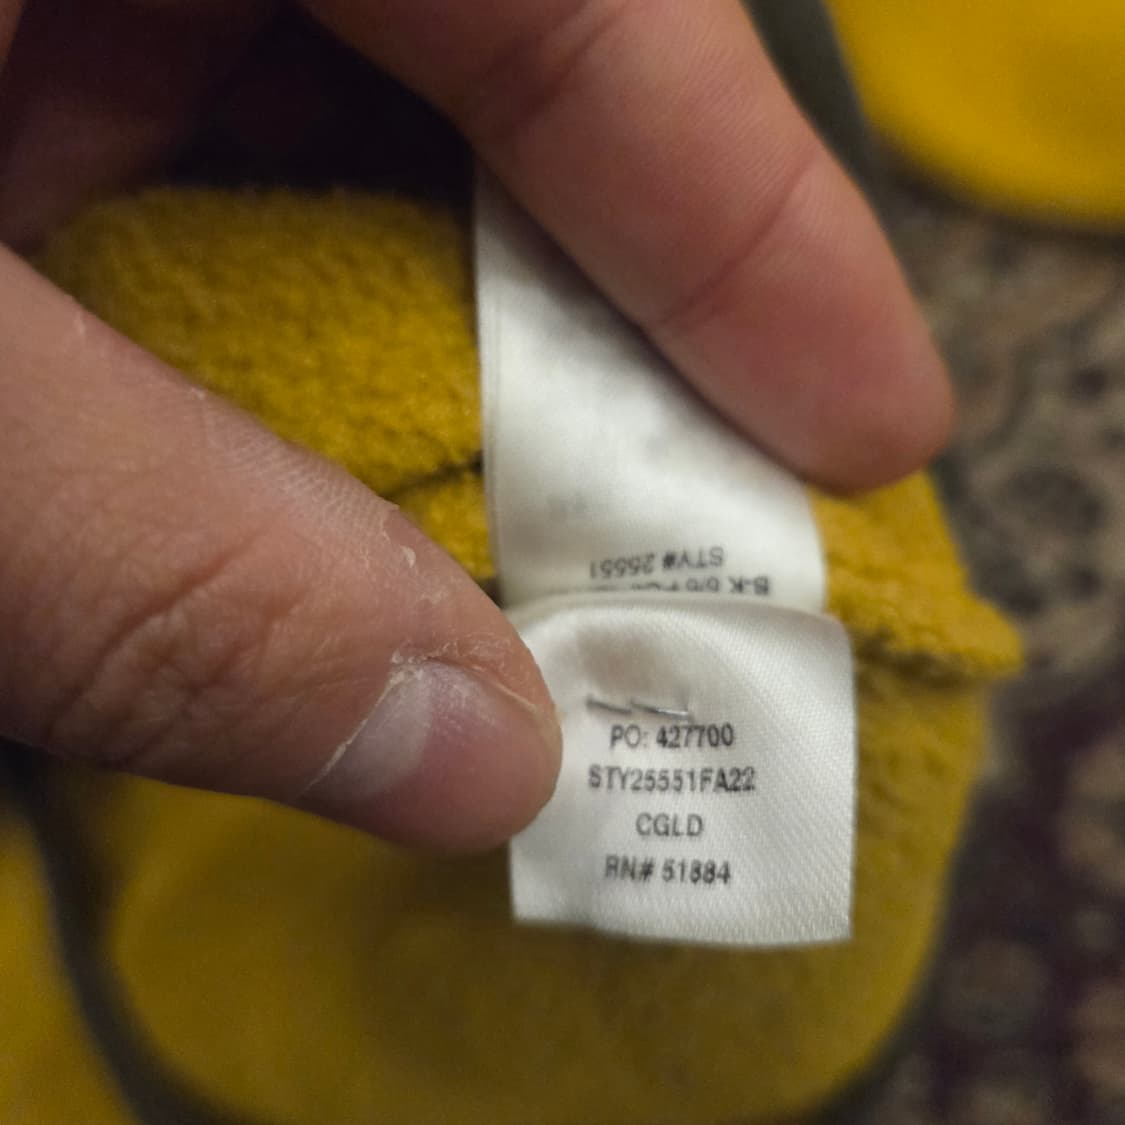 STY# 25551
PO: 427700
STY25551FA22
CGLD
RN# 51884